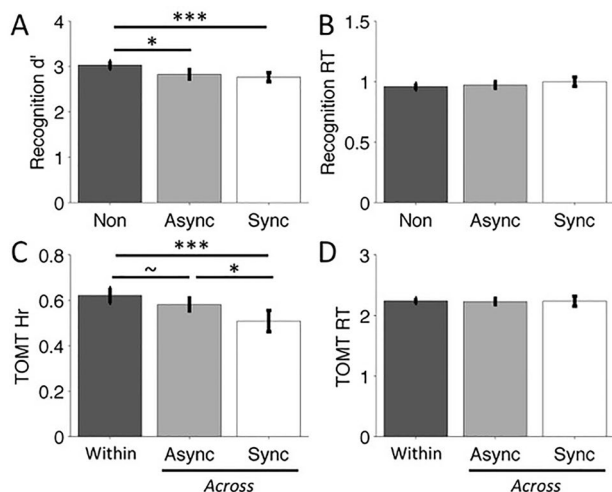 A
***
*
Recognition d'
4
3
2
1
0
Non
Async
Sync
B
Recognition RT
1.5
1
0.5
0
Non
Async
Sync
C
***
~
*
TOMT Hr
0.8
0.6
0.4
0.2
0
Within
Async
Sync
Across
D
TOMT RT
3
2
1
0
Within
Async
Sync
Across